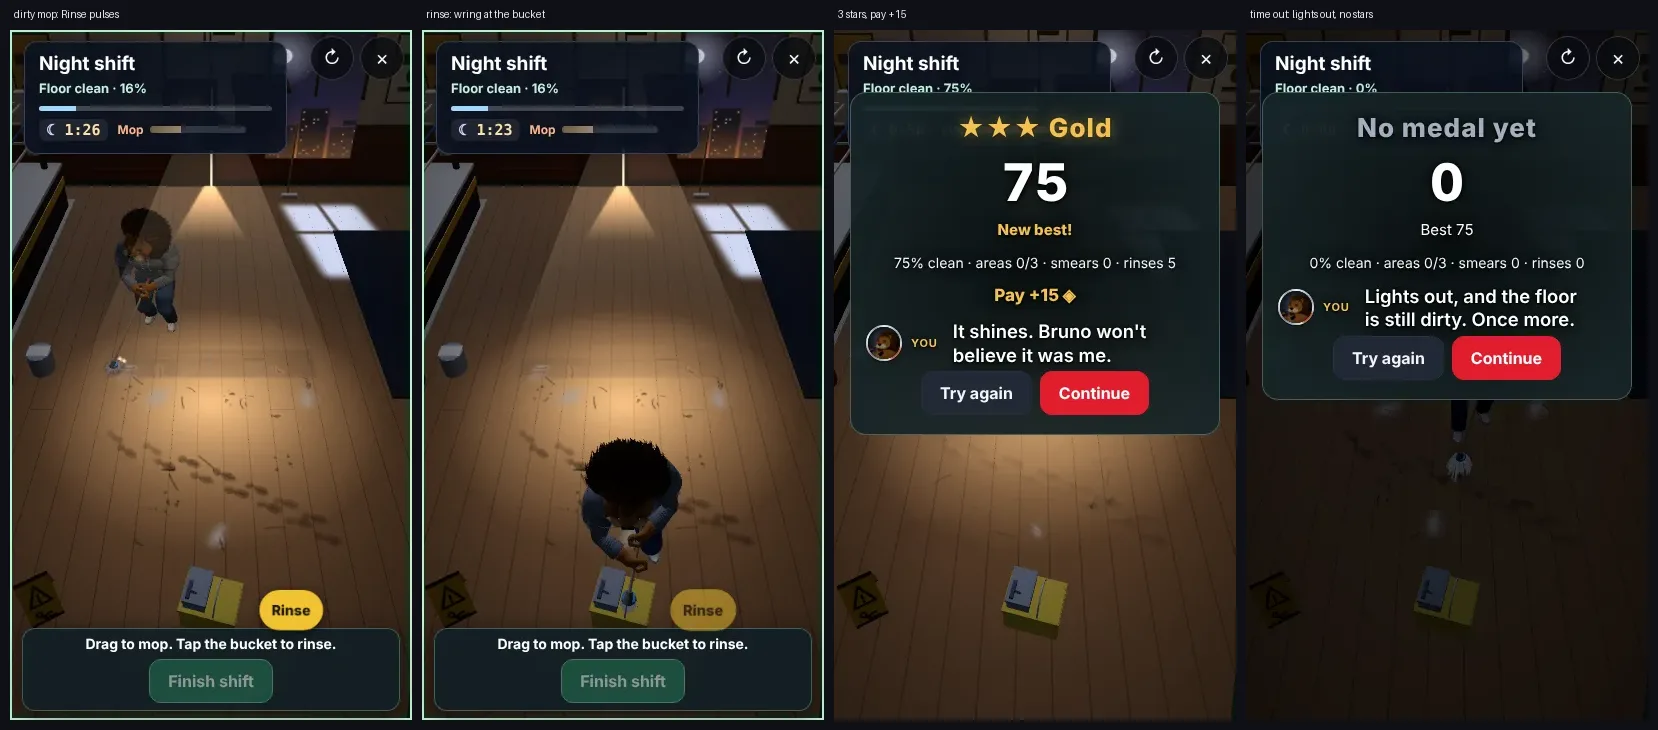 dirty mop: Rinse pulses
Night shift
Floor clean · 16%
1:26 Mop
Rinse
Drag to mop. Tap the bucket to rinse.
Finish shift
rinse: wring at the bucket
Night shift
Floor clean · 16%
1:23 Mop
Rinse
Drag to mop. Tap the bucket to rinse.
Finish shift
3 stars, pay +15
Night shift
Floor clean · 75%
★★★ Gold
75
New best!
75% clean · areas 0/3 · smears 0 · rinses 5
Pay +15 ◈
YOU
It shines. Bruno won't
believe it was me.
Try again
Continue
time out: lights out, no stars
Night shift
Floor clean · 0%
No medal yet
0
Best 75
0% clean · areas 0/3 · smears 0 · rinses 0
YOU
Lights out, and the floor
is still dirty. Once more.
Try again
Continue